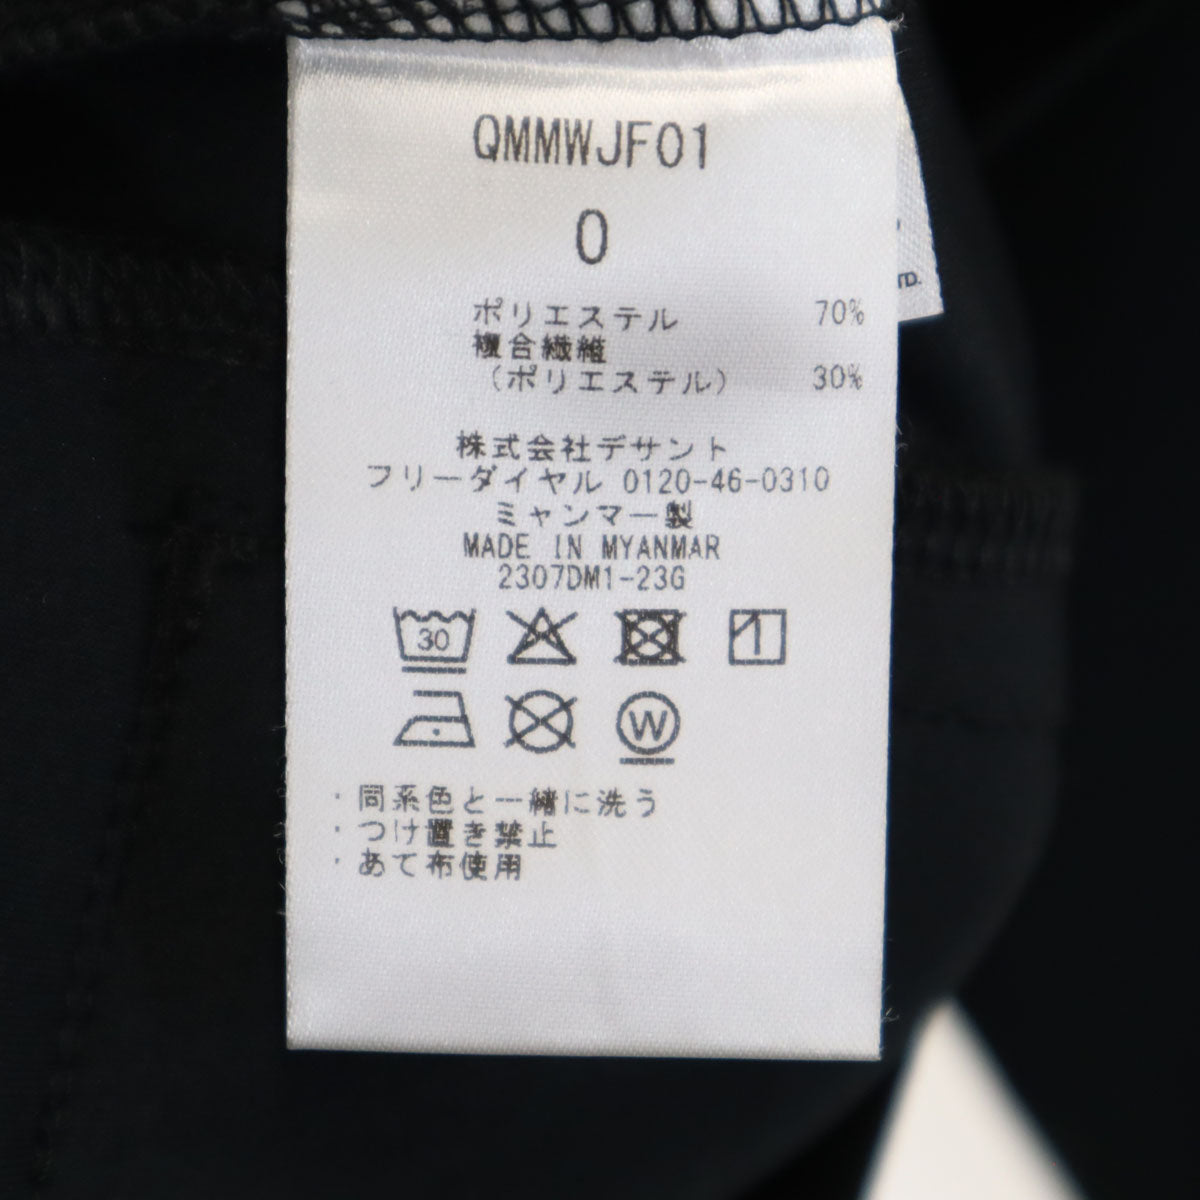 QMMWJF01
0
ポリエステル 70%
複合繊維
(ポリエステル) 30%
株式会社デサント
フリーダイヤル 0120-46-0310
ミャンマー製
MADE IN MYANMAR
2307DM1-23G
30
W
・同系色と一緒に洗う
・つけ置き禁止
・あて布使用
TD.